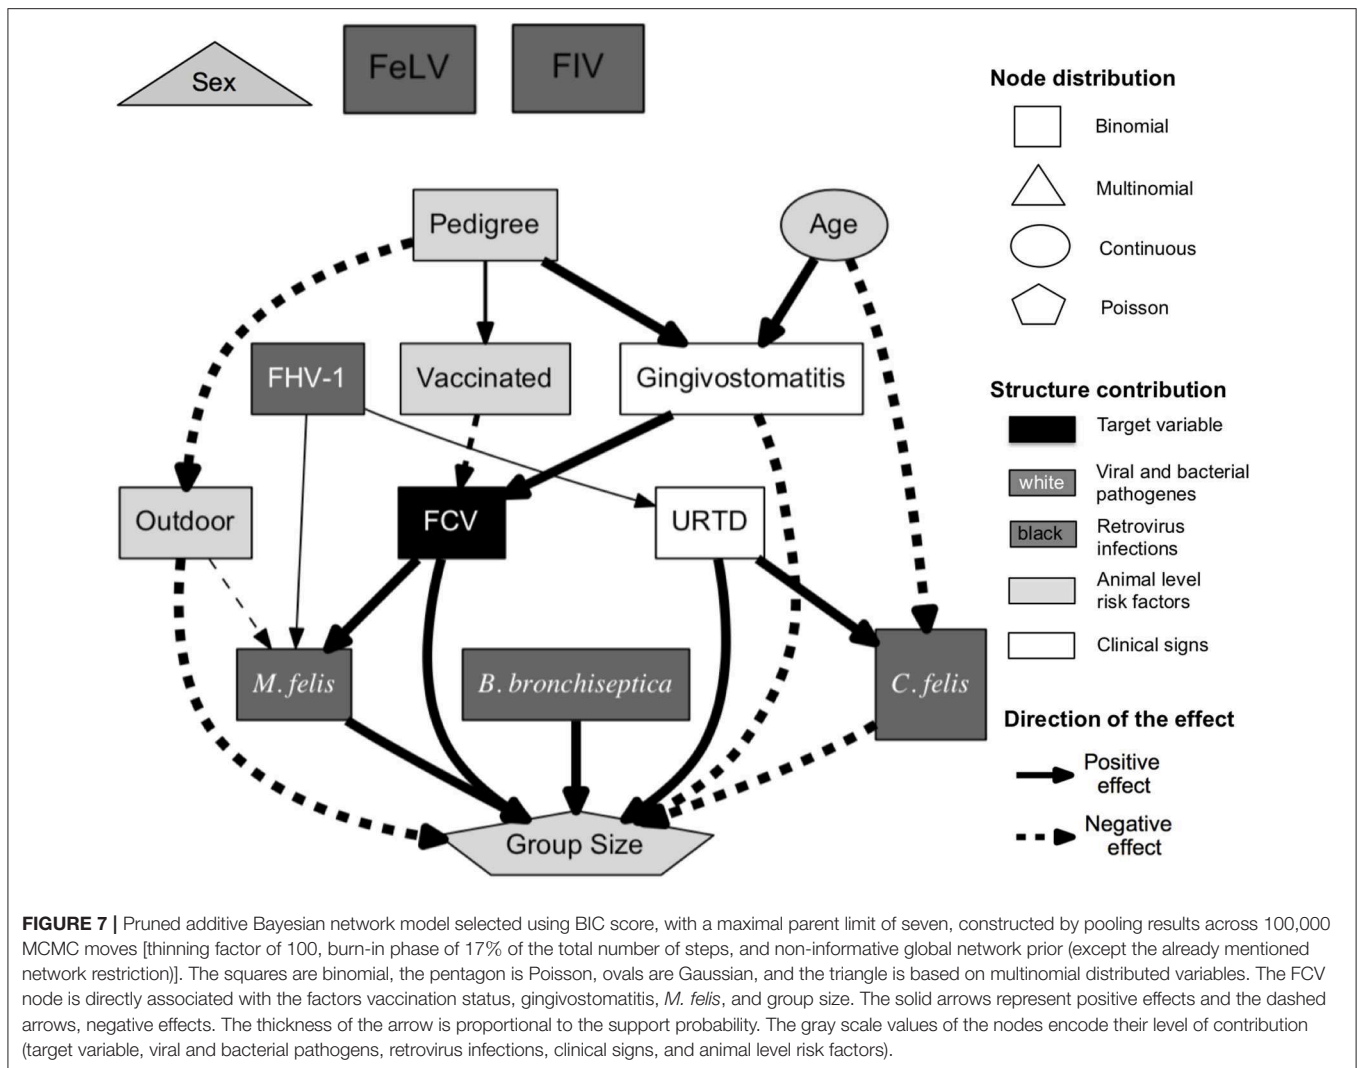 Sex
FeLV
FIV
Pedigree
Age
FHV-1
Vaccinated
Gingivostomatitis
Outdoor
FCV
URTD
M. felis
B. bronchiseptica
C. felis
Group Size
Node distribution
Binomial
Multinomial
Continuous
Poisson
Structure contribution
Target variable
white
Viral and bacterial
pathogenes
black
Retrovirus
infections
Animal level
risk factors
Clinical signs
Direction of the effect
Positive
effect
Negative
effect
FIGURE 7 | Pruned additive Bayesian network model selected using BIC score, with a maximal parent limit of seven, constructed by pooling results across 100,000
MCMC moves [thinning factor of 100, burn-in phase of 17% of the total number of steps, and non-informative global network prior (except the already mentioned
network restriction)]. The squares are binomial, the pentagon is Poisson, ovals are Gaussian, and the triangle is based on multinomial distributed variables. The FCV
node is directly associated with the factors vaccination status, gingivostomatitis, M. felis, and group size. The solid arrows represent positive effects and the dashed
arrows, negative effects. The thickness of the arrow is proportional to the support probability. The gray scale values of the nodes encode their level of contribution
(target variable, viral and bacterial pathogens, retrovirus infections, clinical signs, and animal level risk factors).